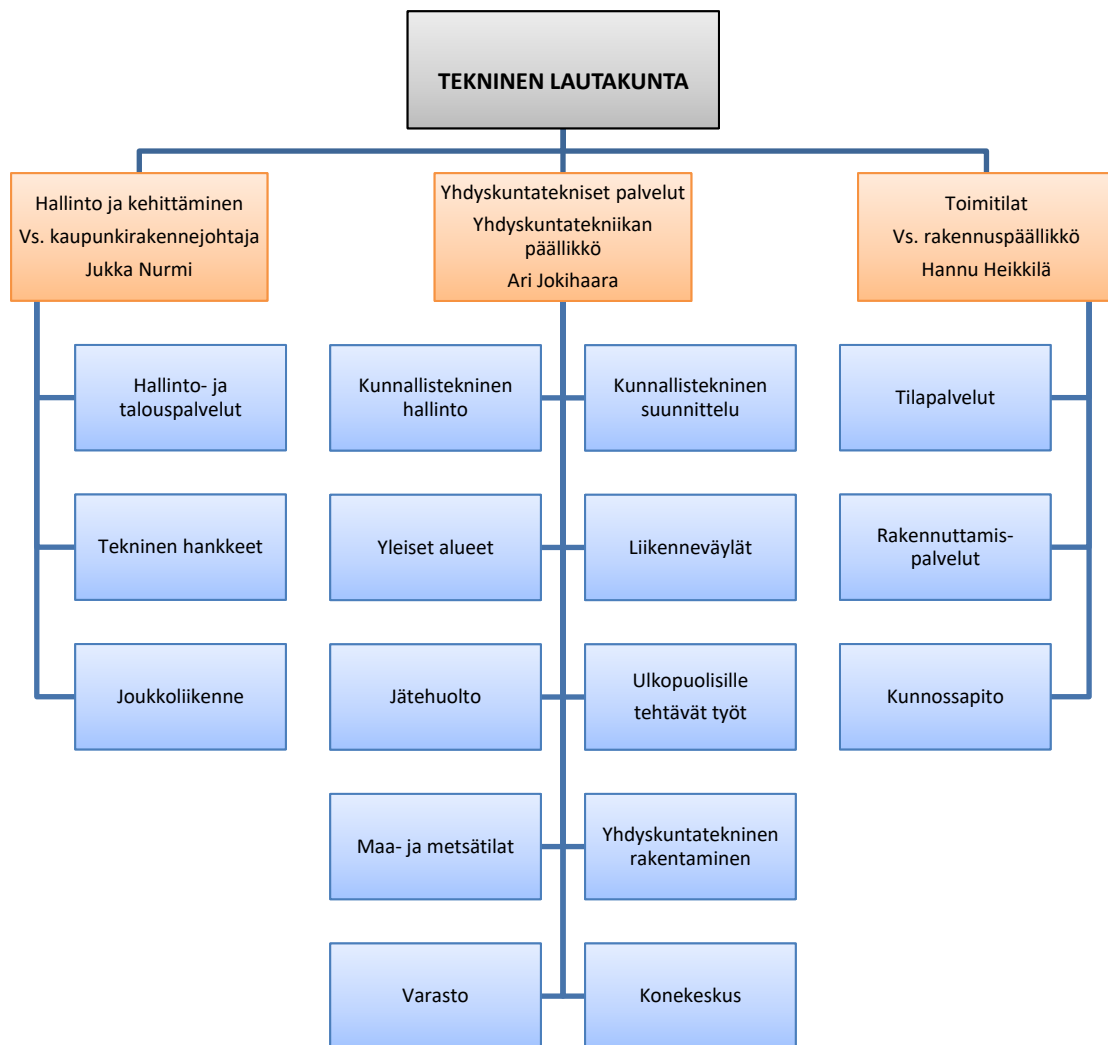 TEKNINEN LAUTAKUNTA
Hallinto ja kehittäminen
Vs. kaupunkirakennejohtaja
Jukka Nurmi
Yhdyskuntatekniset palvelut
Yhdyskuntatekniikan
päällikkö
Ari Jokihaara
Toimitilat
Vs. rakennuspäällikkö
Hannu Heikkilä
Hallinto- ja
talouspalvelut
Tekninen hankkeet
Joukkoliikenne
Kunnallistekninen
hallinto
Kunnallistekninen
suunnittelu
Yleiset alueet
Liikenneväylät
Jätehuolto
Ulkopuolisille
tehtävät työt
Maa- ja metsätilat
Yhdyskuntatekninen
rakentaminen
Varasto
Konekeskus
Tilapalvelut
Rakennuttamis-
palvelut
Kunnossapito